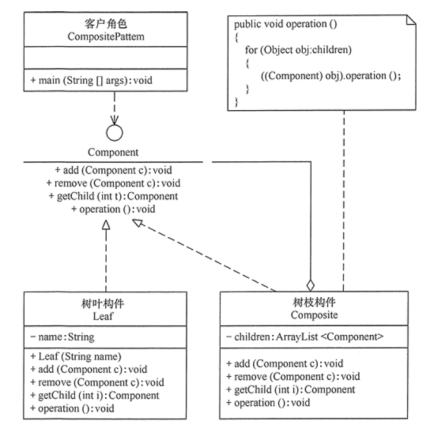 客户角色
CompositePattem
+ main (String [] args):void
public void operation ()
{
for (Object obj:children)
{
((Component) obj).operation ();
}
}
Component
+ add (Component c):void
+ remove (Component c):void
+ getChild (int t):Component
+ operation ():void
树叶构件
Leaf
- name:String
+ Leaf (String name)
+ add (Component c):void
+ remove (Component c):void
+ getChild (int i):Component
+ operation ():void
树枝构件
Composite
- children:ArrayList <Component>
+ add (Component c):void
+ remove (Component c):void
+ getChild (int i):Component
+ operation ():void